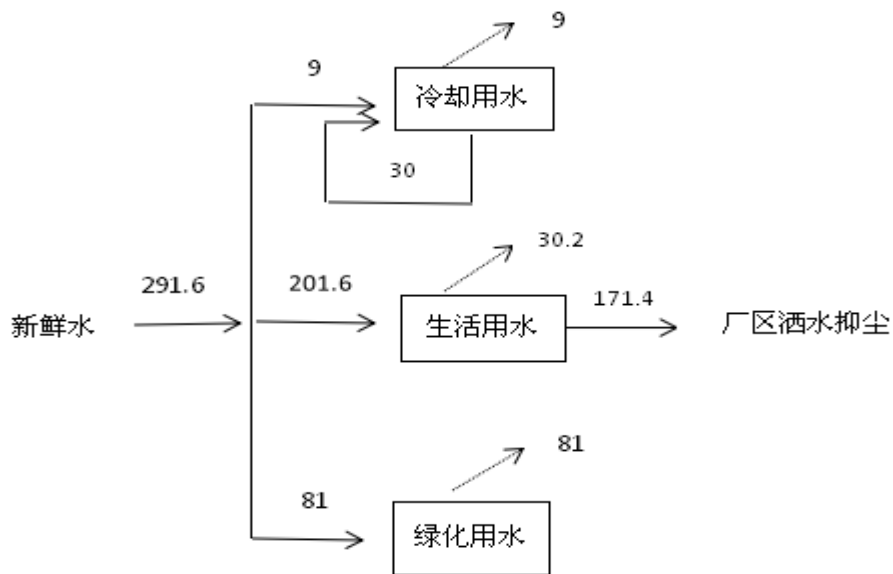 9
9
冷却用水
30
30.2
291.6
201.6
171.4
新鲜水
生活用水
厂区洒水抑尘
81
81
绿化用水